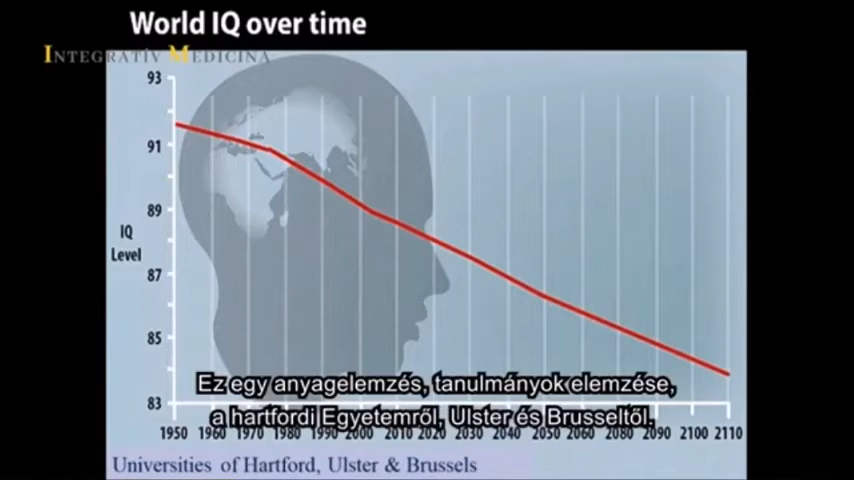 World IQ over time
INTEGRATÍV MEDICINA
93
91
89
IQ
Level
87
85
83
Ez egy anyagelemzés, tanulmányok elemzése,
a hartfordi Egyetemről, Ulster és Brusseltől.
1950 1960 1970 1980 1990 2000 2010 2020 2030 2040 2050 2060 2070 2080 2090 2100 2110
Universities of Hartford, Ulster & Brussels